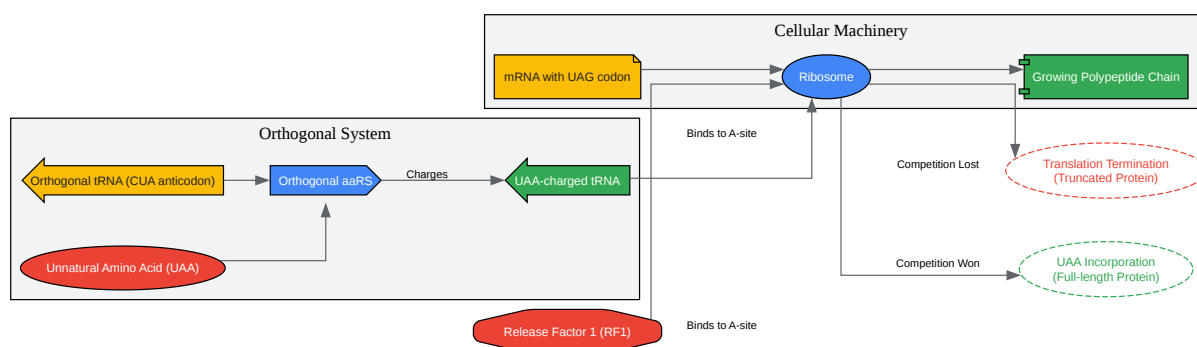 Cellular Machinery
mRNA with UAG codon
Ribosome
Growing Polypeptide Chain
Orthogonal System
Binds to A-site
Orthogonal tRNA (CUA anticodon)
Orthogonal aaRS
Charges
UAA-charged tRNA
Competition Lost
Translation Termination
(Truncated Protein)
Unnatural Amino Acid (UAA)
Competition Won
UAA Incorporation
(Full-length Protein)
Release Factor 1 (RF1)
Binds to A-site